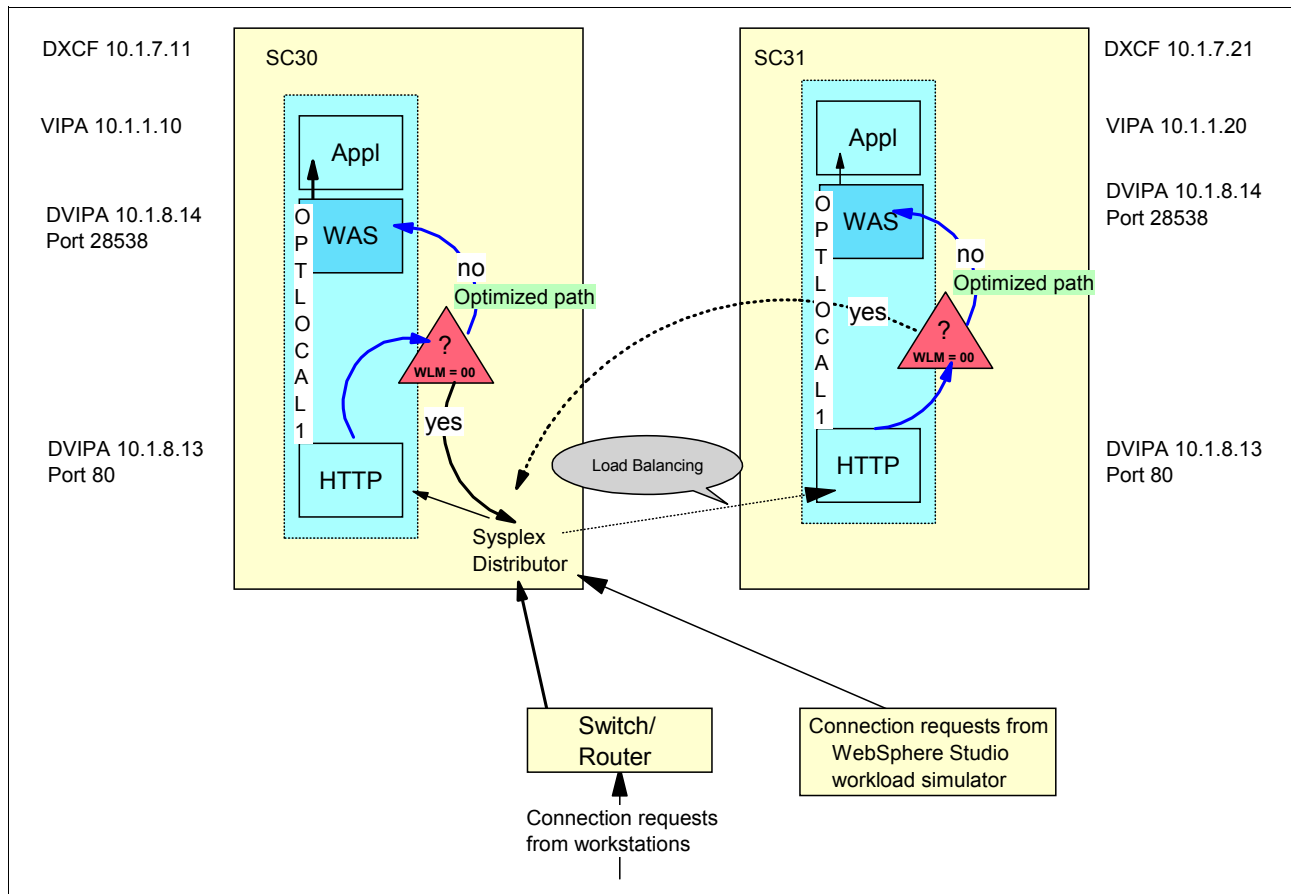 DXCF 10.1.7.11
VIPA 10.1.1.10
DVIPA 10.1.8.14
Port 28538
DVIPA 10.1.8.13
Port 80
SC30
Appl
WAS
OPTLOCAL1
no
Optimized path
?
WLM = 00
yes
HTTP
Sysplex
Distributor
Load Balancing
SC31
Appl
WAS
OPTLOCAL1
no
Optimized path
yes
?
WLM = 00
HTTP
DXCF 10.1.7.21
VIPA 10.1.1.20
DVIPA 10.1.8.14
Port 28538
DVIPA 10.1.8.13
Port 80
Switch/
Router
Connection requests
from workstations
Connection requests from
WebSphere Studio
workload simulator